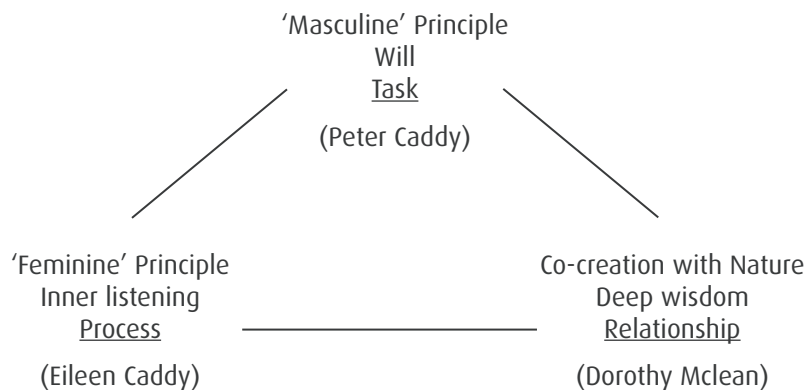 ‘Masculine’ Principle
Will
Task
(Peter Caddy)
‘Feminine’ Principle
Inner listening
Process
(Eileen Caddy)
Co-creation with Nature
Deep wisdom
Relationship
(Dorothy Mclean)